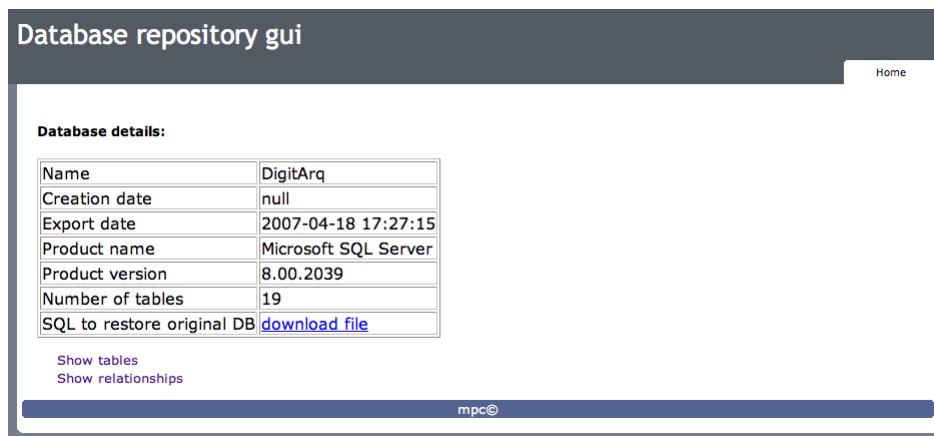 Database repository gui
Home
Database details:
Name DigitArq
Creation date null
Export date 2007-04-18 17:27:15
Product name Microsoft SQL Server
Product version 8.00.2039
Number of tables 19
SQL to restore original DB download file
Show tables
Show relationships
mpc©